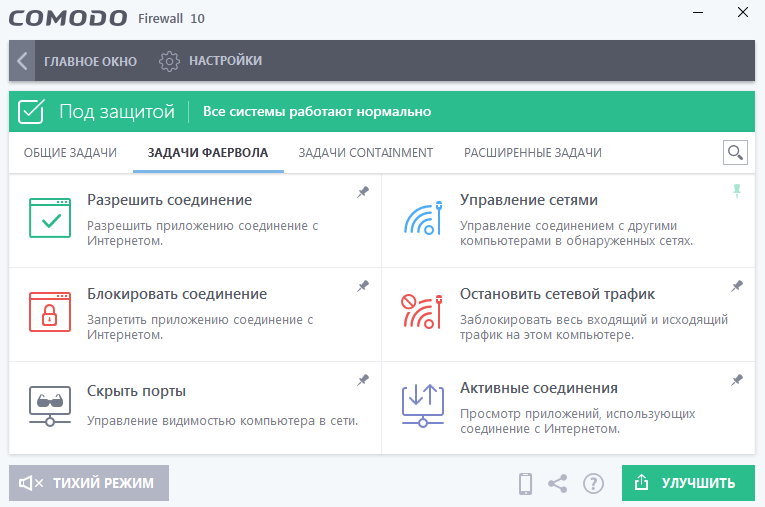 COMODO Firewall 10
ГЛАВНОЕ ОКНО НАСТРОЙКИ
Под защитой Все системы работают нормально
ОБЩИЕ ЗАДАЧИ ЗАДАЧИ ФАЕРВОЛА ЗАДАЧИ CONTAINMENT РАСШИРЕННЫЕ ЗАДАЧИ
Разрешить соединение
Разрешить приложению соединение с
Интернетом.
Управление сетями
Управление соединением с другими
компьютерами в обнаруженных сетях.
Блокировать соединение
Запретить приложению соединение с
Интернетом.
Остановить сетевой трафик
Заблокировать весь входящий и исходящий
трафик на этом компьютере.
Скрыть порты
Управление видимостью компьютера в сети.
Активные соединения
Просмотр приложений, использующих
соединение с Интернетом.
ТИХИЙ РЕЖИМ ? УЛУЧШИТЬ